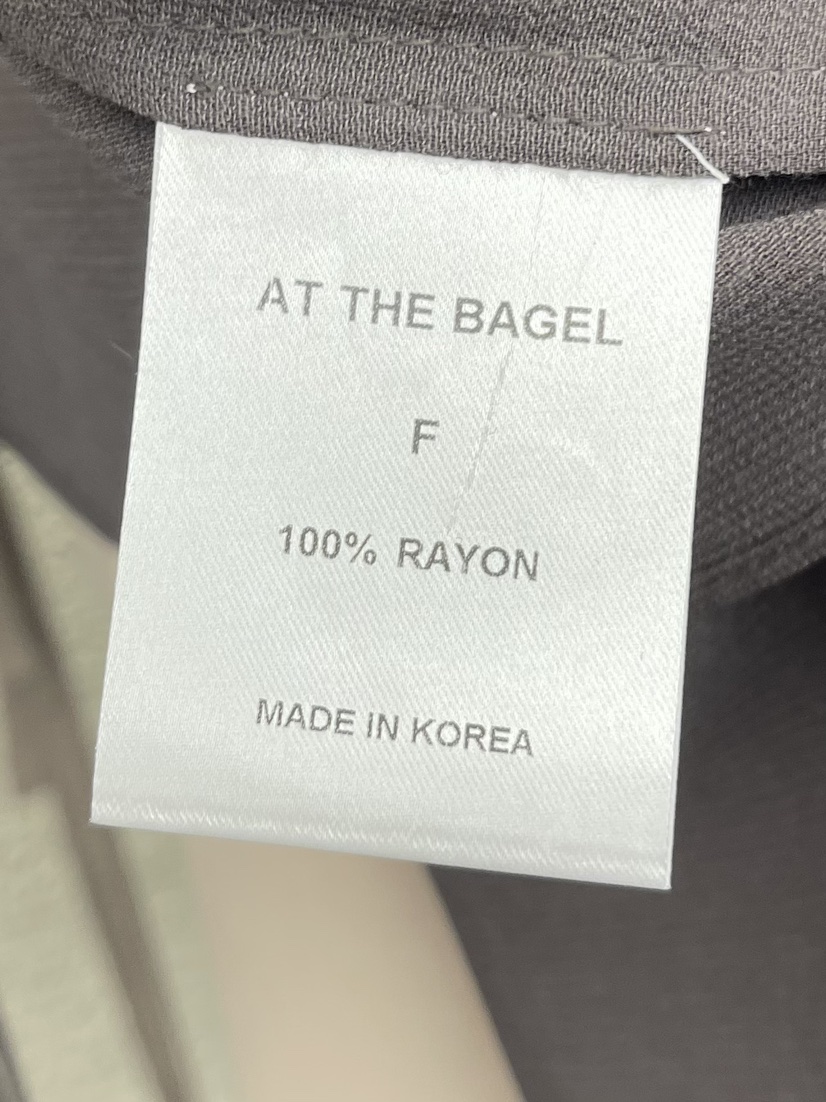 AT THE BAGEL
F
100% RAYON
MADE IN KOREA